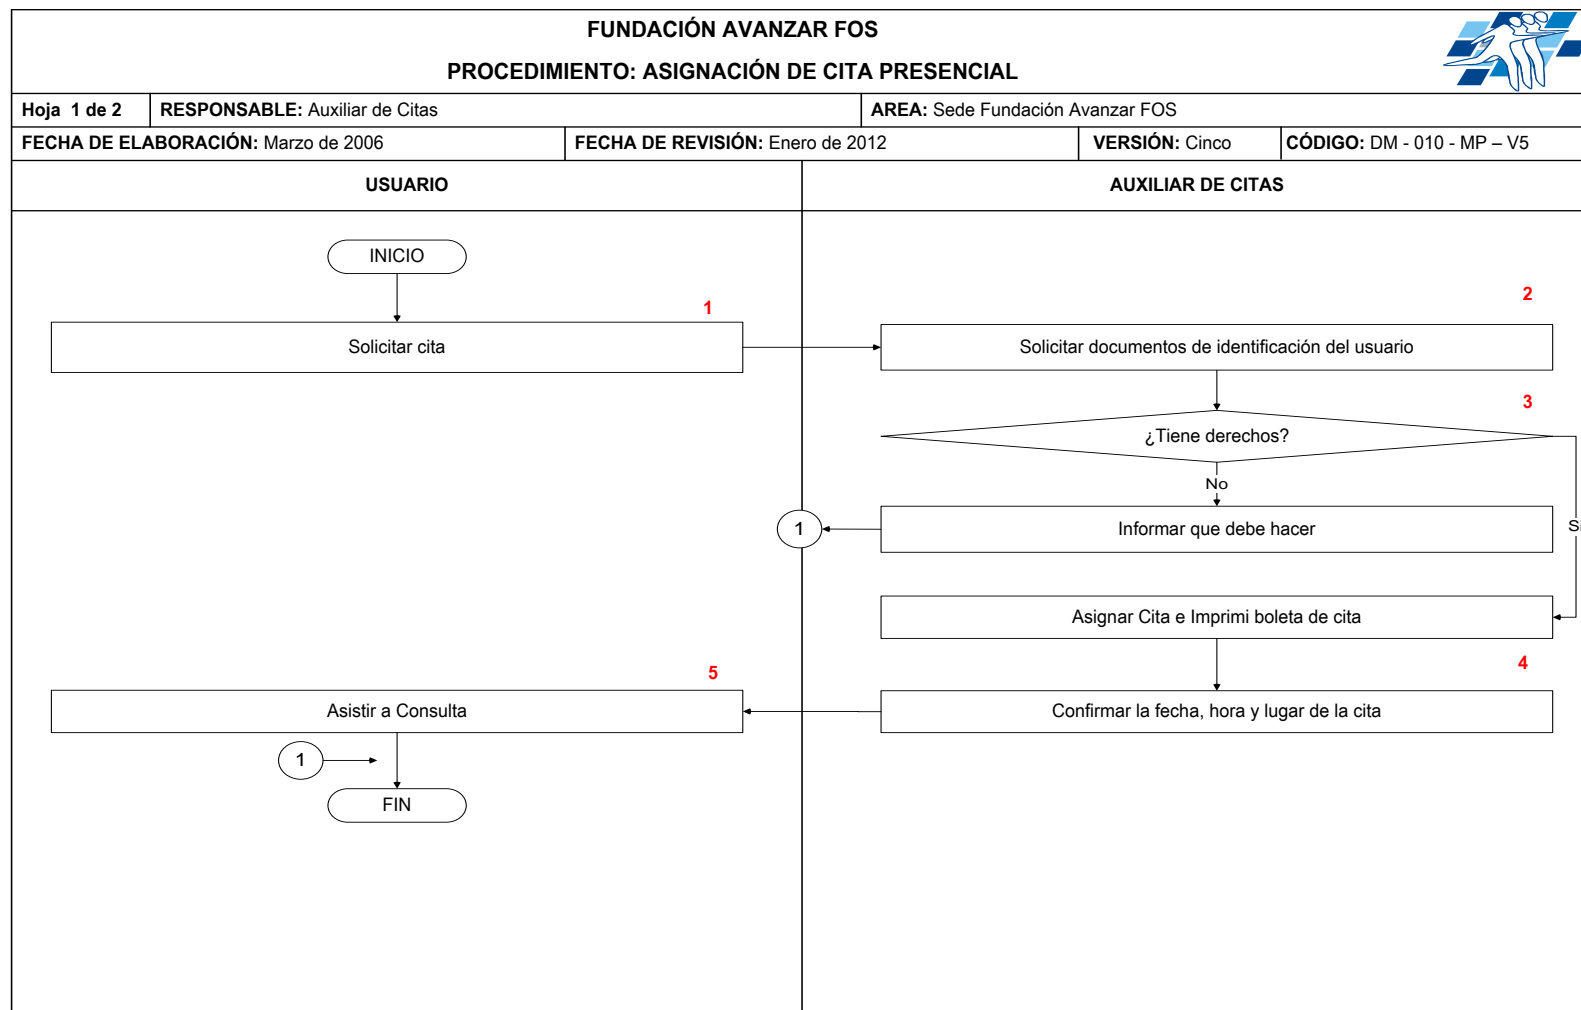 FUNDACIÓN AVANZAR FOS
PROCEDIMIENTO: ASIGNACIÓN DE CITA PRESENCIAL
Hoja 1 de 2 RESPONSABLE: Auxiliar de Citas AREA: Sede Fundación Avanzar FOS
FECHA DE ELABORACIÓN: Marzo de 2006 FECHA DE REVISIÓN: Enero de 2012 VERSIÓN: Cinco CÓDIGO: DM - 010 - MP – V5
USUARIO AUXILIAR DE CITAS
INICIO
1
2
Solicitar cita
Solicitar documentos de identificación del usuario
3
¿Tiene derechos?
No
1
Informar que debe hacer
Asignar Cita e Imprimi boleta de cita
5
4
Asistir a Consulta
Confirmar la fecha, hora y lugar de la cita
1
FIN